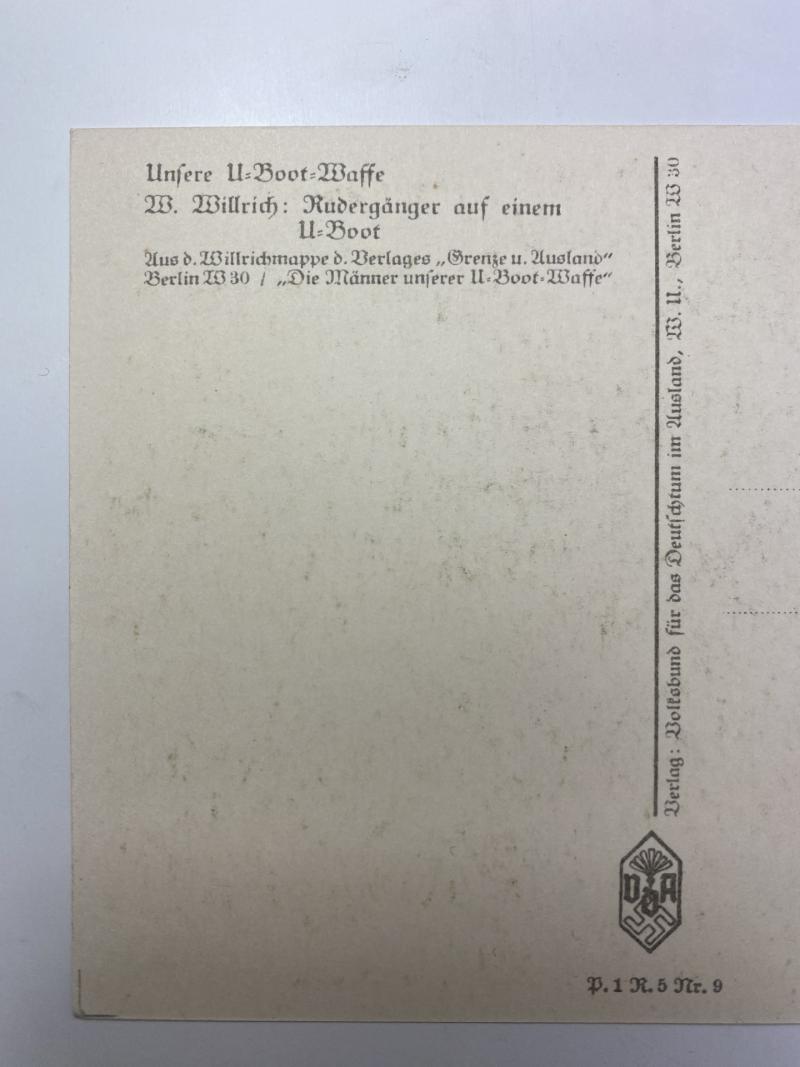 Unſere U-Boot-Waffe
W. Willrich: Rudergänger auf einem
U-Boot
Aus d. Willrichmappe d. Verlages „Grenze u. Ausland“
Berlin W 30 / „Die Männer unſerer U-Boot-Waffe“
Verlag: Volksbund für das Deutſchtum im Ausland, W. U., Berlin W 30
VDA
P. 1 R. 5 Nr. 9